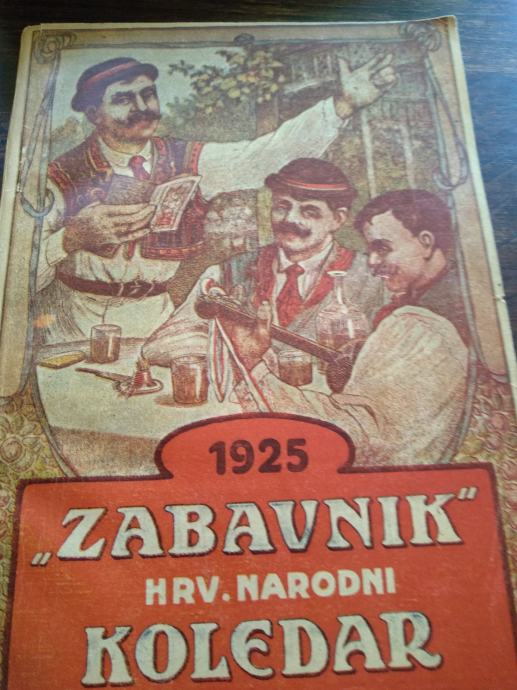 1925
„ZABAVNIK“
HRV. NARODNI
KOLEDAR